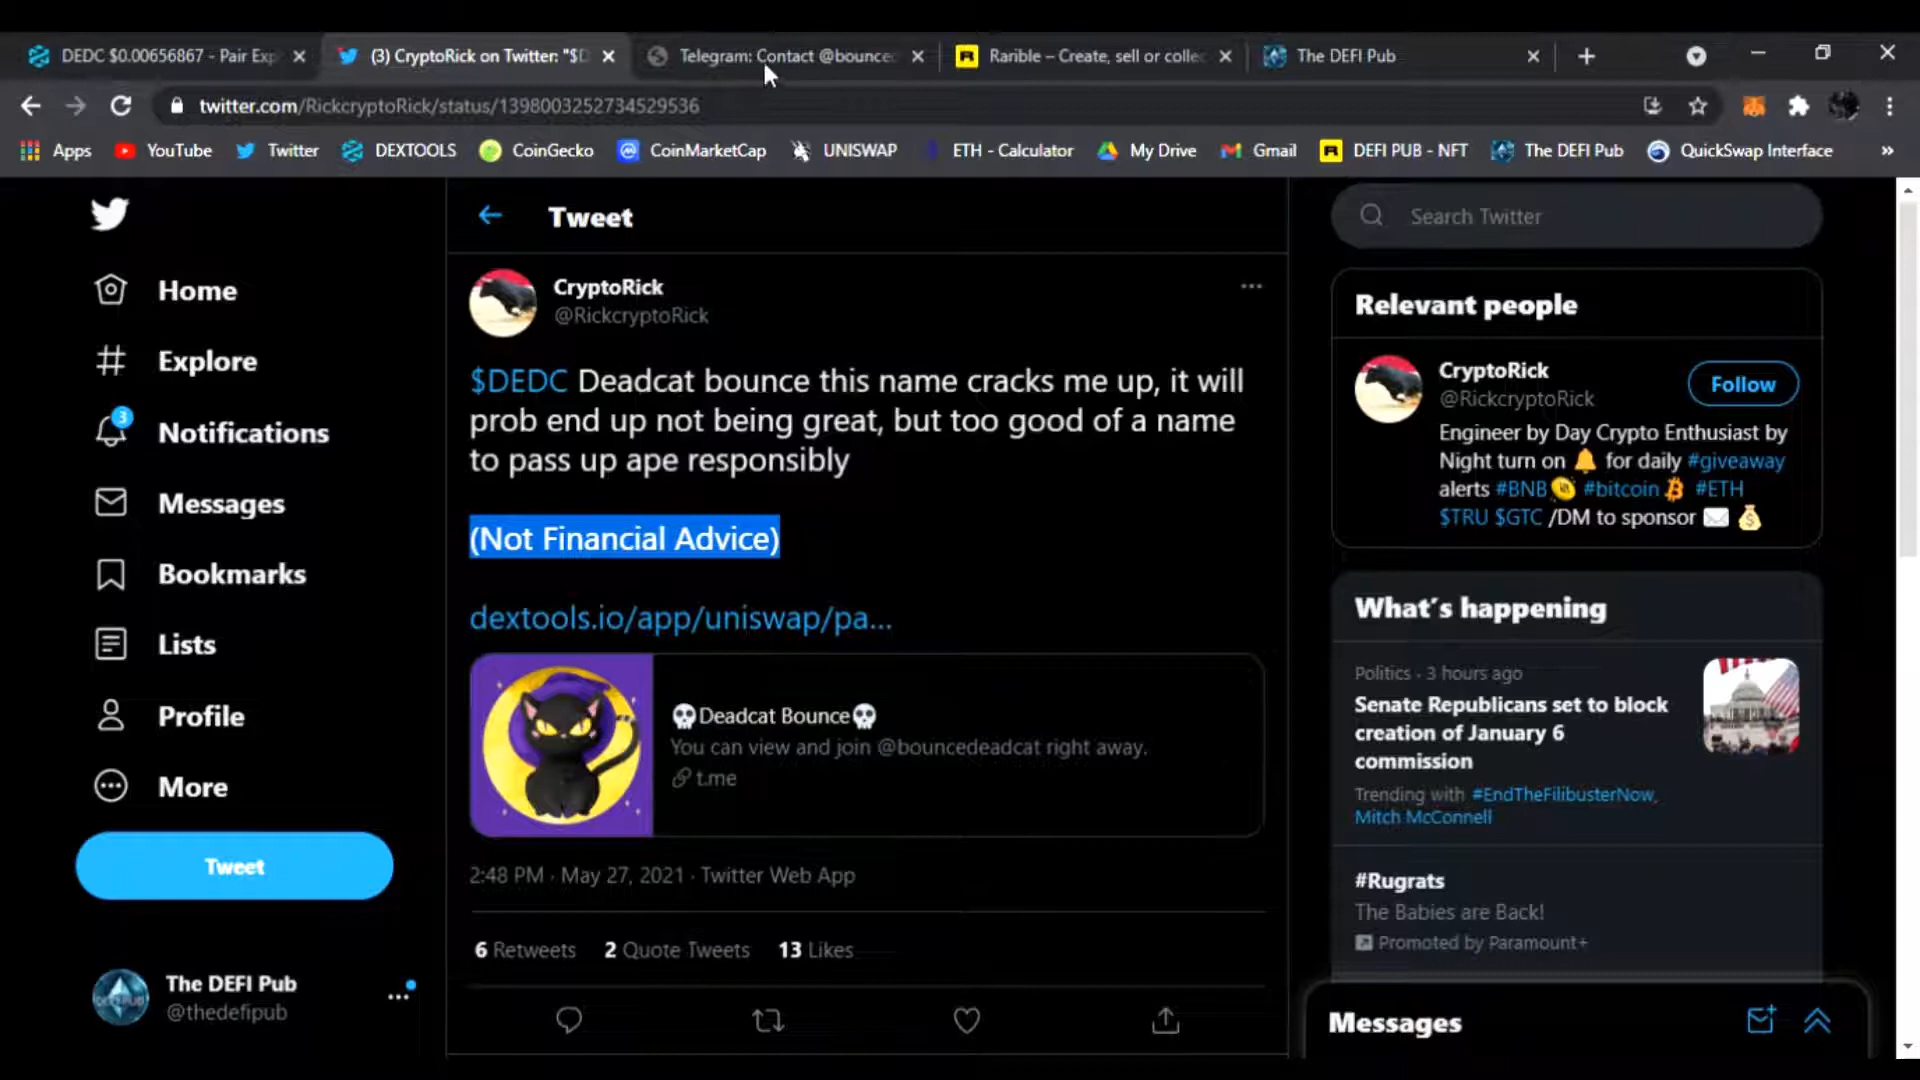 DEDC $0.00656867 - Pair Exp
(3) CryptoRick on Twitter: "$D
Telegram: Contact @bounced
Rarible – Create, sell or collec
The DEFI Pub
twitter.com/RickcryptoRick/status/1398003252734529536
Apps
YouTube
Twitter
DEXTOOLS
CoinGecko
CoinMarketCap
UNISWAP
ETH - Calculator
My Drive
Gmail
DEFI PUB - NFT
The DEFI Pub
QuickSwap Interface
»
Home
Explore
3
Notifications
Messages
Bookmarks
Lists
Profile
More
Tweet
The DEFI Pub
@thedefipub
Tweet
CryptoRick
@RickcryptoRick
$DEDC Deadcat bounce this name cracks me up, it will
prob end up not being great, but too good of a name
to pass up ape responsibly
(Not Financial Advice)
dextools.io/app/uniswap/pa...
💀Deadcat Bounce💀
You can view and join @bouncedeadcat right away.
t.me
2:48 PM · May 27, 2021 · Twitter Web App
6 Retweets 2 Quote Tweets 13 Likes
Search Twitter
Relevant people
CryptoRick
@RickcryptoRick
Follow
Engineer by Day Crypto Enthusiast by
Night turn on 🔔 for daily #giveaway
alerts #BNB #bitcoin #ETH
$TRU $GTC /DM to sponsor ✉️ 💰
What's happening
Politics · 3 hours ago
Senate Republicans set to block
creation of January 6
commission
Trending with #EndTheFilibusterNow,
Mitch McConnell
#Rugrats
The Babies are Back!
Promoted by Paramount+
Messages